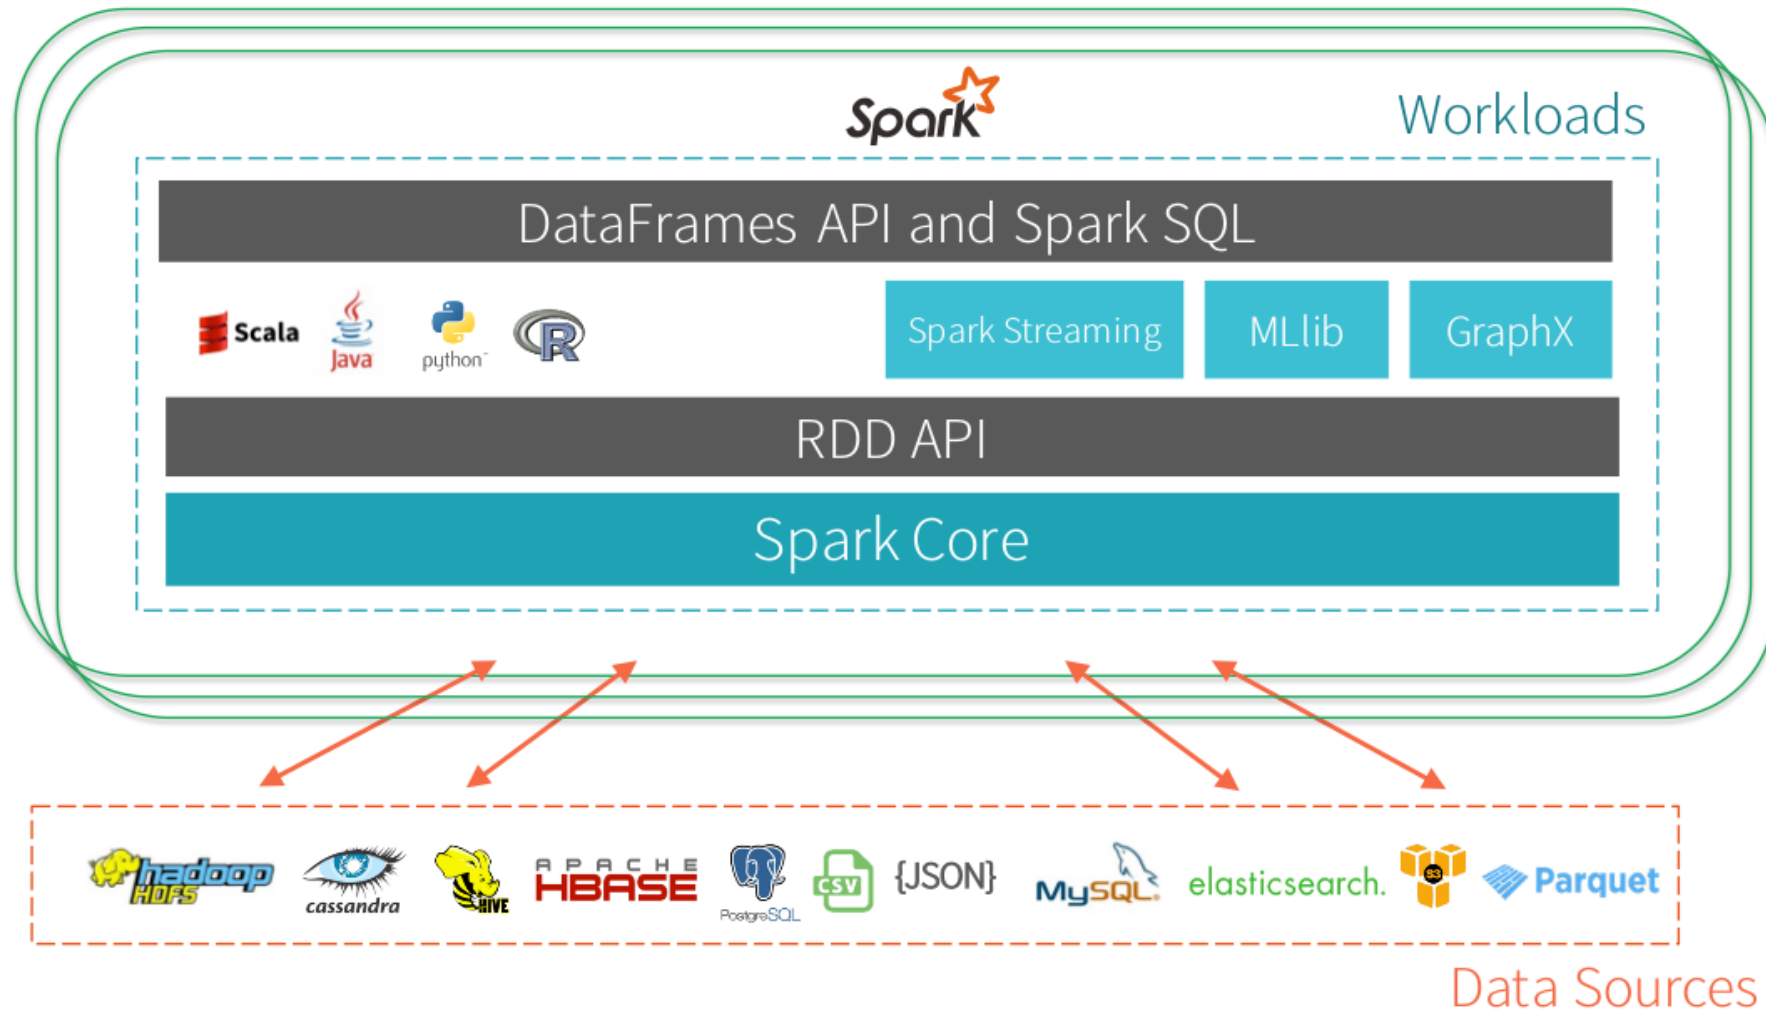 Spark
Workloads
DataFrames API and Spark SQL
Scala
Java
python
R
Spark Streaming
MLlib
GraphX
RDD API
Spark Core
hadoop
HDFS
cassandra
HIVE
APACHE
HBASE
PostgreSQL
CSV
{JSON}
MySQL.
elasticsearch.
S3
Parquet
Data Sources